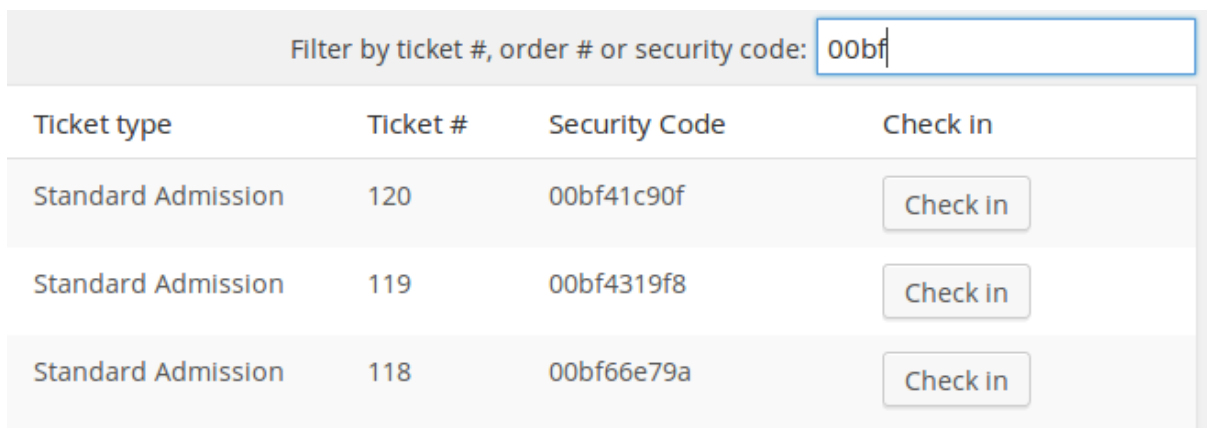 Filter by ticket #, order # or security code: 00bf
Ticket type Ticket # Security Code Check in
Standard Admission 120 00bf41c90f Check in
Standard Admission 119 00bf4319f8 Check in
Standard Admission 118 00bf66e79a Check in